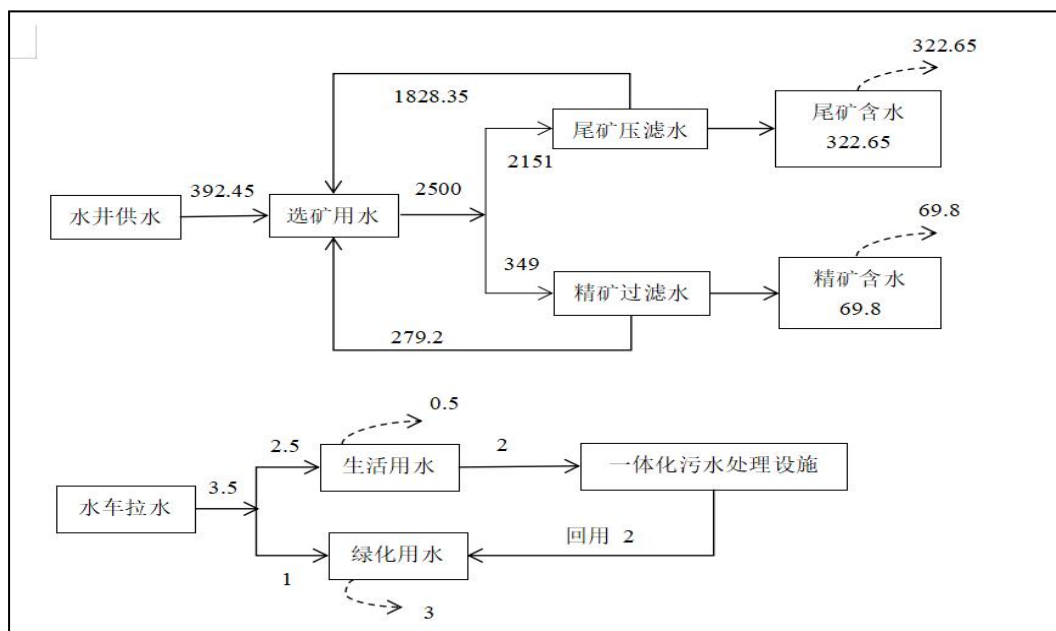 322.65
1828.35
尾矿压滤水
尾矿含水
322.65
2151
392.45
2500
水井供水
选矿用水
69.8
349
精矿过滤水
精矿含水
69.8
279.2
0.5
2.5
生活用水
2
一体化污水处理设施
水车拉水
3.5
绿化用水
回用 2
1
3